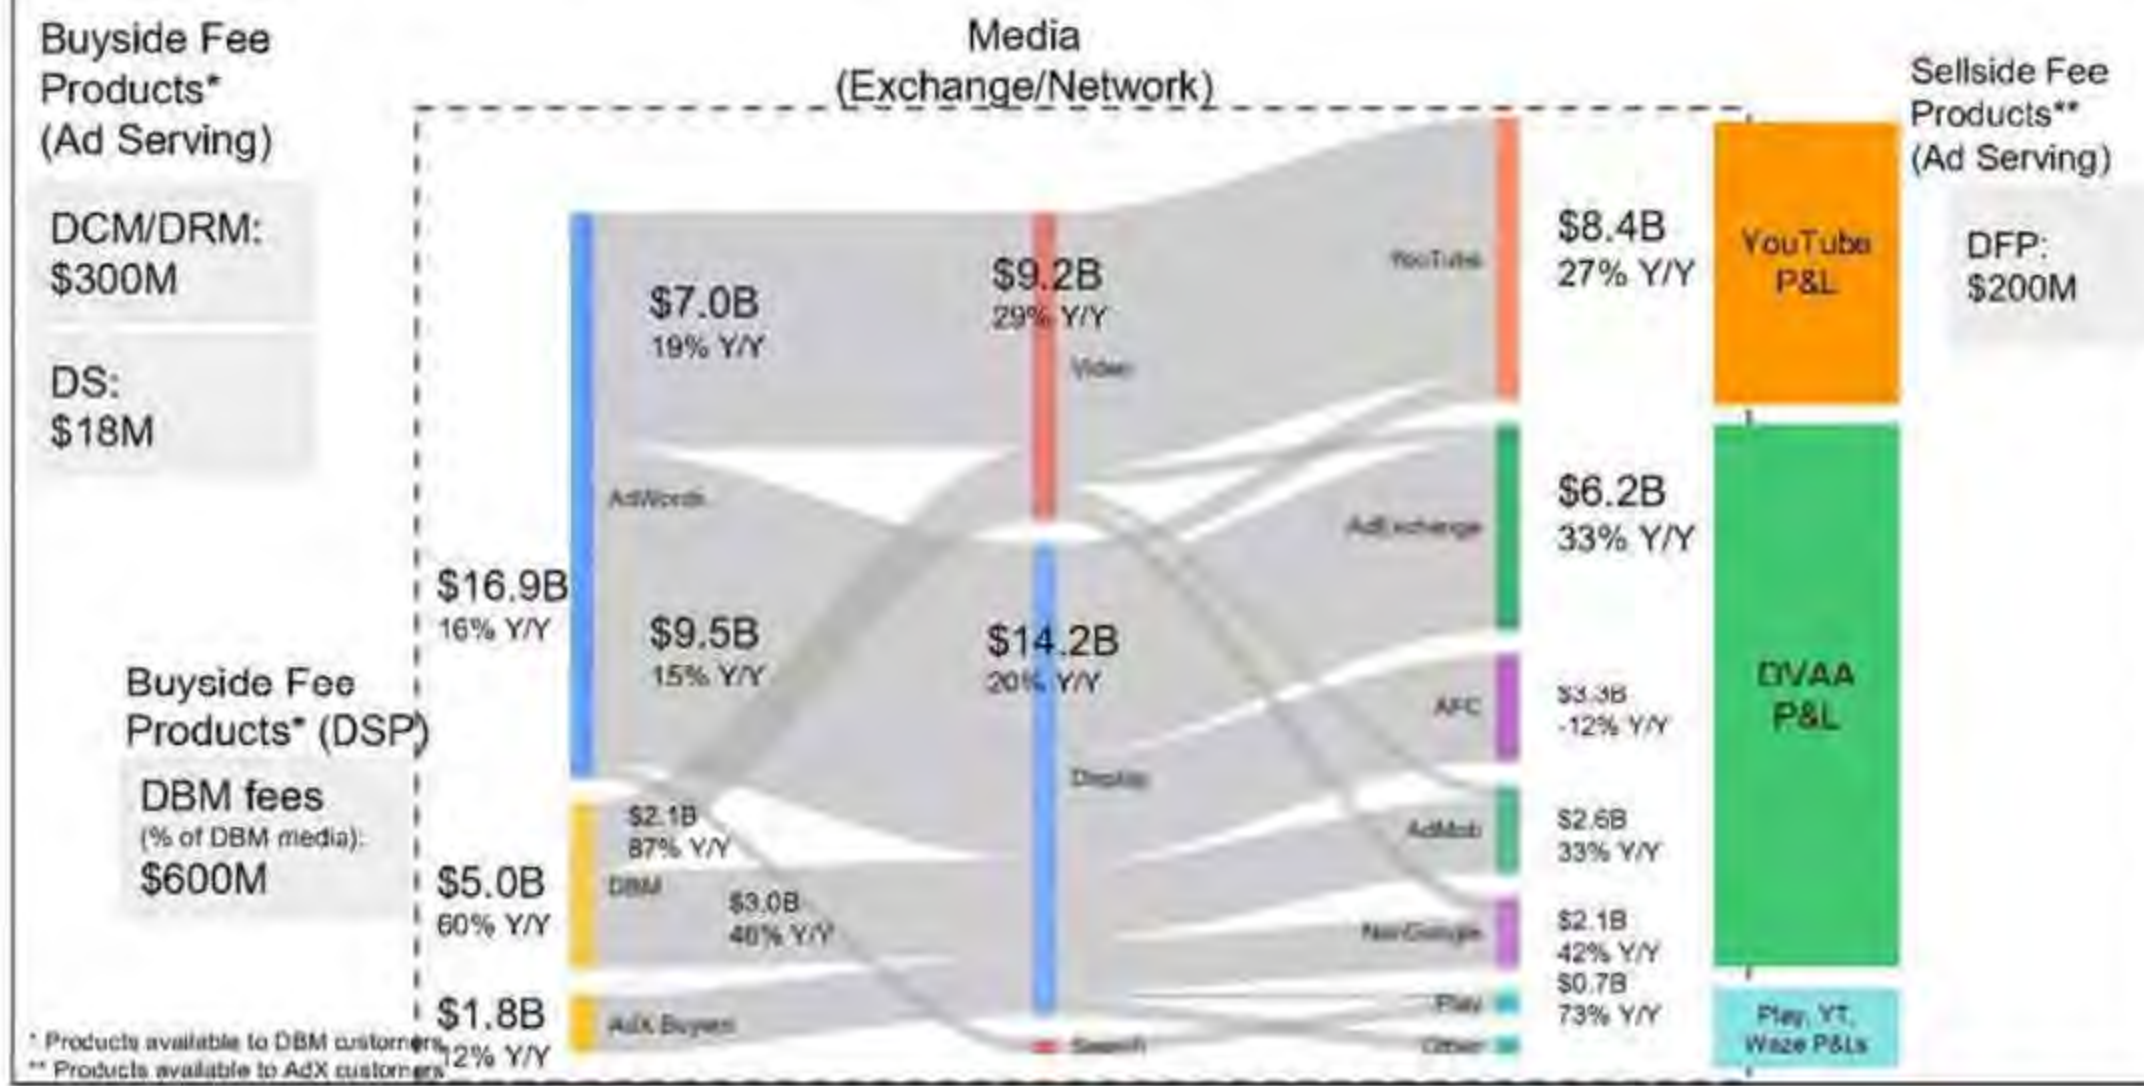 Buyside Fee
Products*
(Ad Serving)
DCM/DRM:
$300M
DS:
$18M
Buyside Fee
Products* (DSP)
DBM fees
(% of DBM media):
$600M
Media
(Exchange/Network)
$16.9B
16% Y/Y
$5.0B
60% Y/Y
$1.8B
12% Y/Y
AdWords
DBM
AdX Buyers
$7.0B
19% Y/Y
$9.5B
15% Y/Y
$2.1B
87% Y/Y
$3.0B
46% Y/Y
$9.2B
29% Y/Y
Video
$14.2B
20% Y/Y
Display
Search
YouTube
AdExchange
AFC
AdMob
NonGoogle
Play
Other
$8.4B
27% Y/Y
$6.2B
33% Y/Y
$3.3B
-12% Y/Y
$2.6B
33% Y/Y
$2.1B
42% Y/Y
$0.7B
73% Y/Y
YouTube
P&L
DVAA
P&L
Play, YT,
Waze P&Ls
Sellside Fee
Products**
(Ad Serving)
DFP:
$200M
* Products available to DBM customers
** Products available to AdX customers